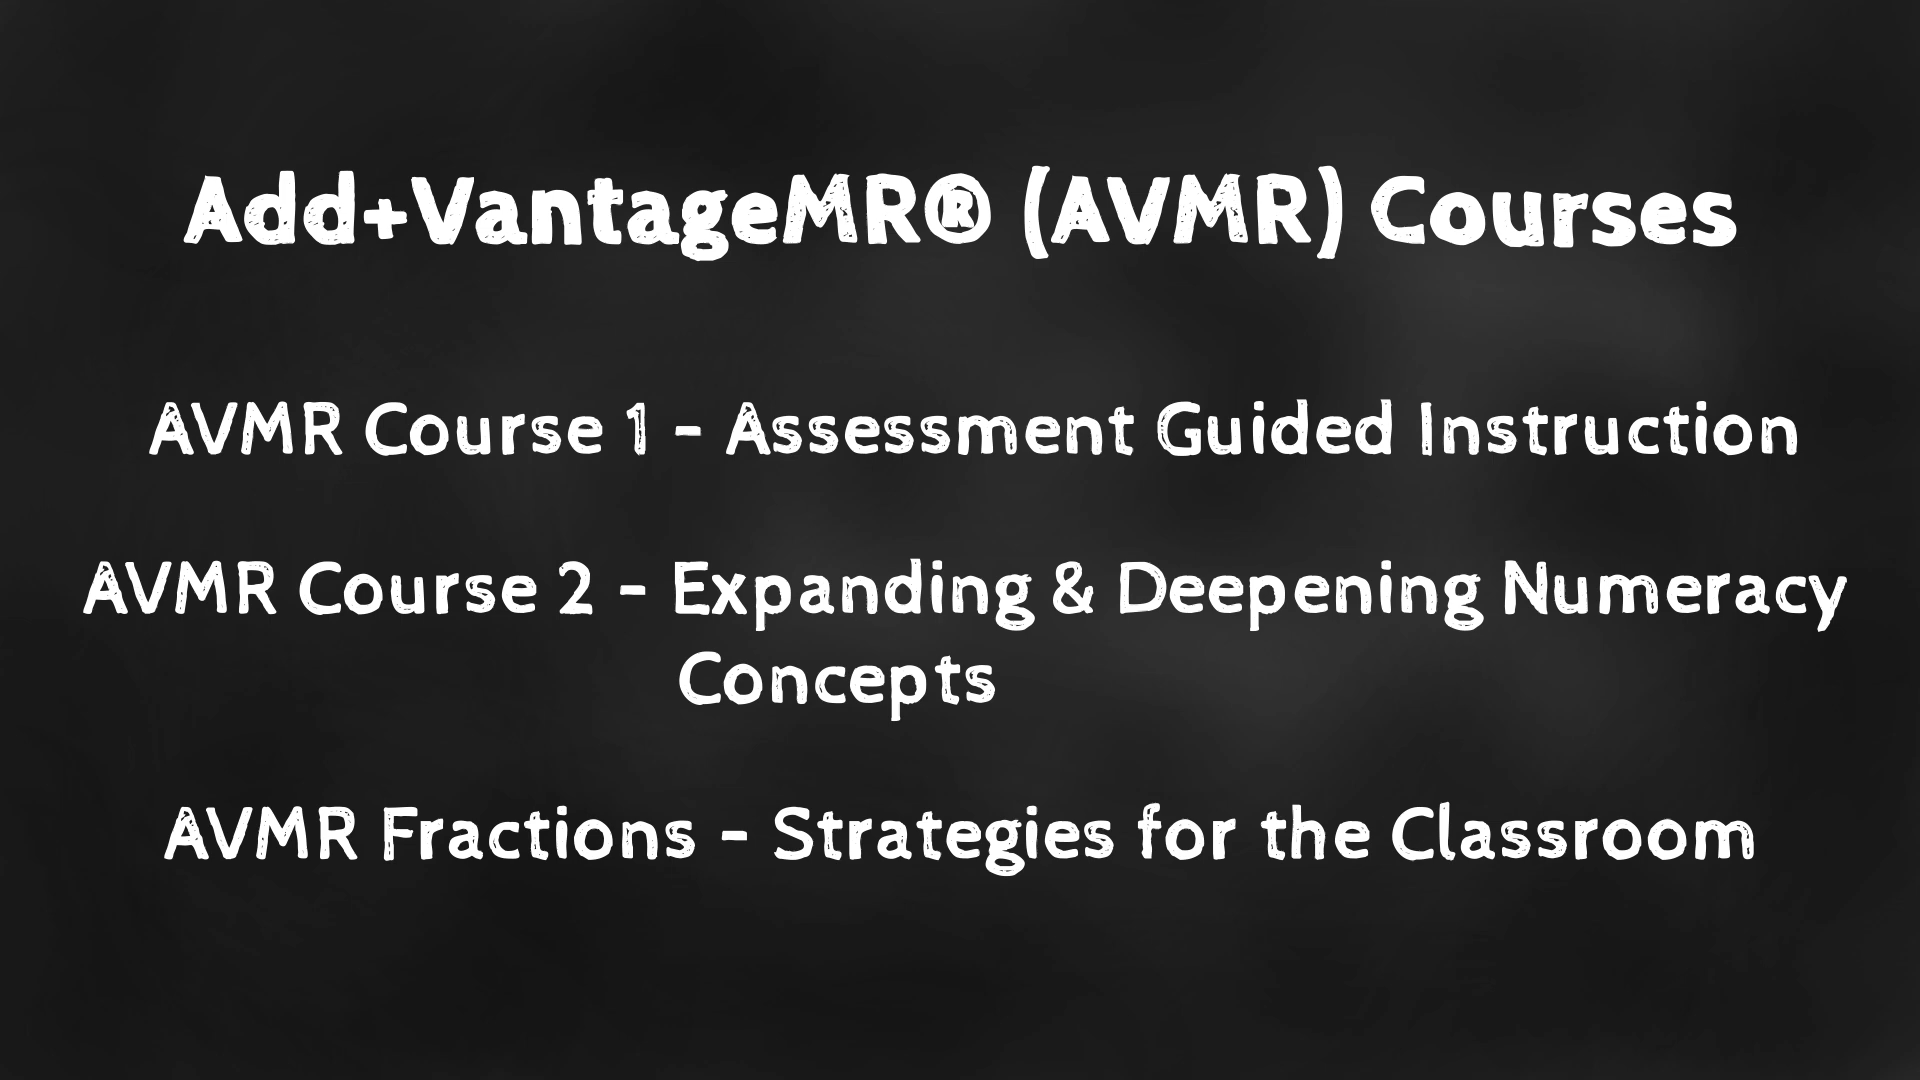 Add+VantageMR® (AVMR) Courses
AVMR Course 1 - Assessment Guided Instruction
AVMR Course 2 - Expanding & Deepening Numeracy
Concepts
AVMR Fractions - Strategies for the Classroom